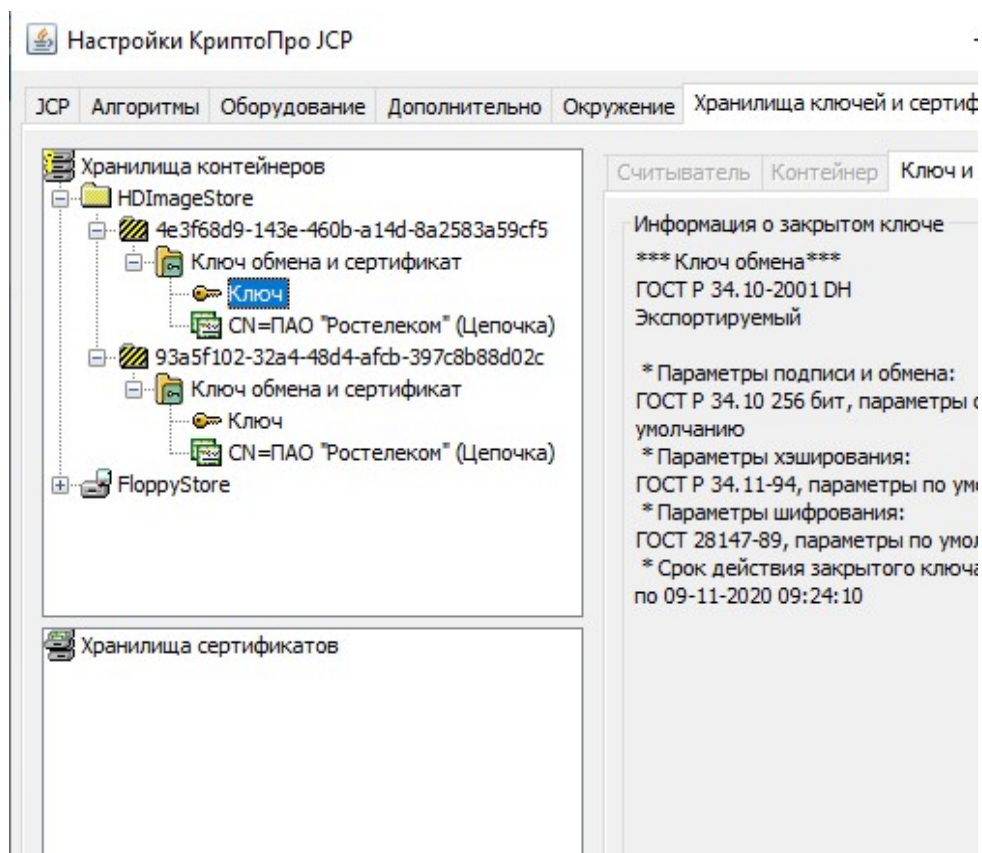 Настройки КриптоПро JCP
JCP Алгоритмы Оборудование Дополнительно Окружение Хранилища ключей и сертиф
Хранилища контейнеров
HDImageStore
4e3f68d9-143e-460b-a14d-8a2583a59cf5
Ключ обмена и сертификат
Ключ
CN=ПАО "Ростелеком" (Цепочка)
93a5f102-32a4-48d4-afcb-397c8b88d02c
Ключ обмена и сертификат
Ключ
CN=ПАО "Ростелеком" (Цепочка)
FloppyStore
Хранилища сертификатов
Считыватель Контейнер Ключ и
Информация о закрытом ключе
*** Ключ обмена***
ГОСТ Р 34.10-2001 DH
Экспортируемый
* Параметры подписи и обмена:
ГОСТ Р 34.10 256 бит, параметры
умолчанию
* Параметры хэширования:
ГОСТ Р 34.11-94, параметры по ум
* Параметры шифрования:
ГОСТ 28147-89, параметры по умол
* Срок действия закрытого ключа
по 09-11-2020 09:24:10